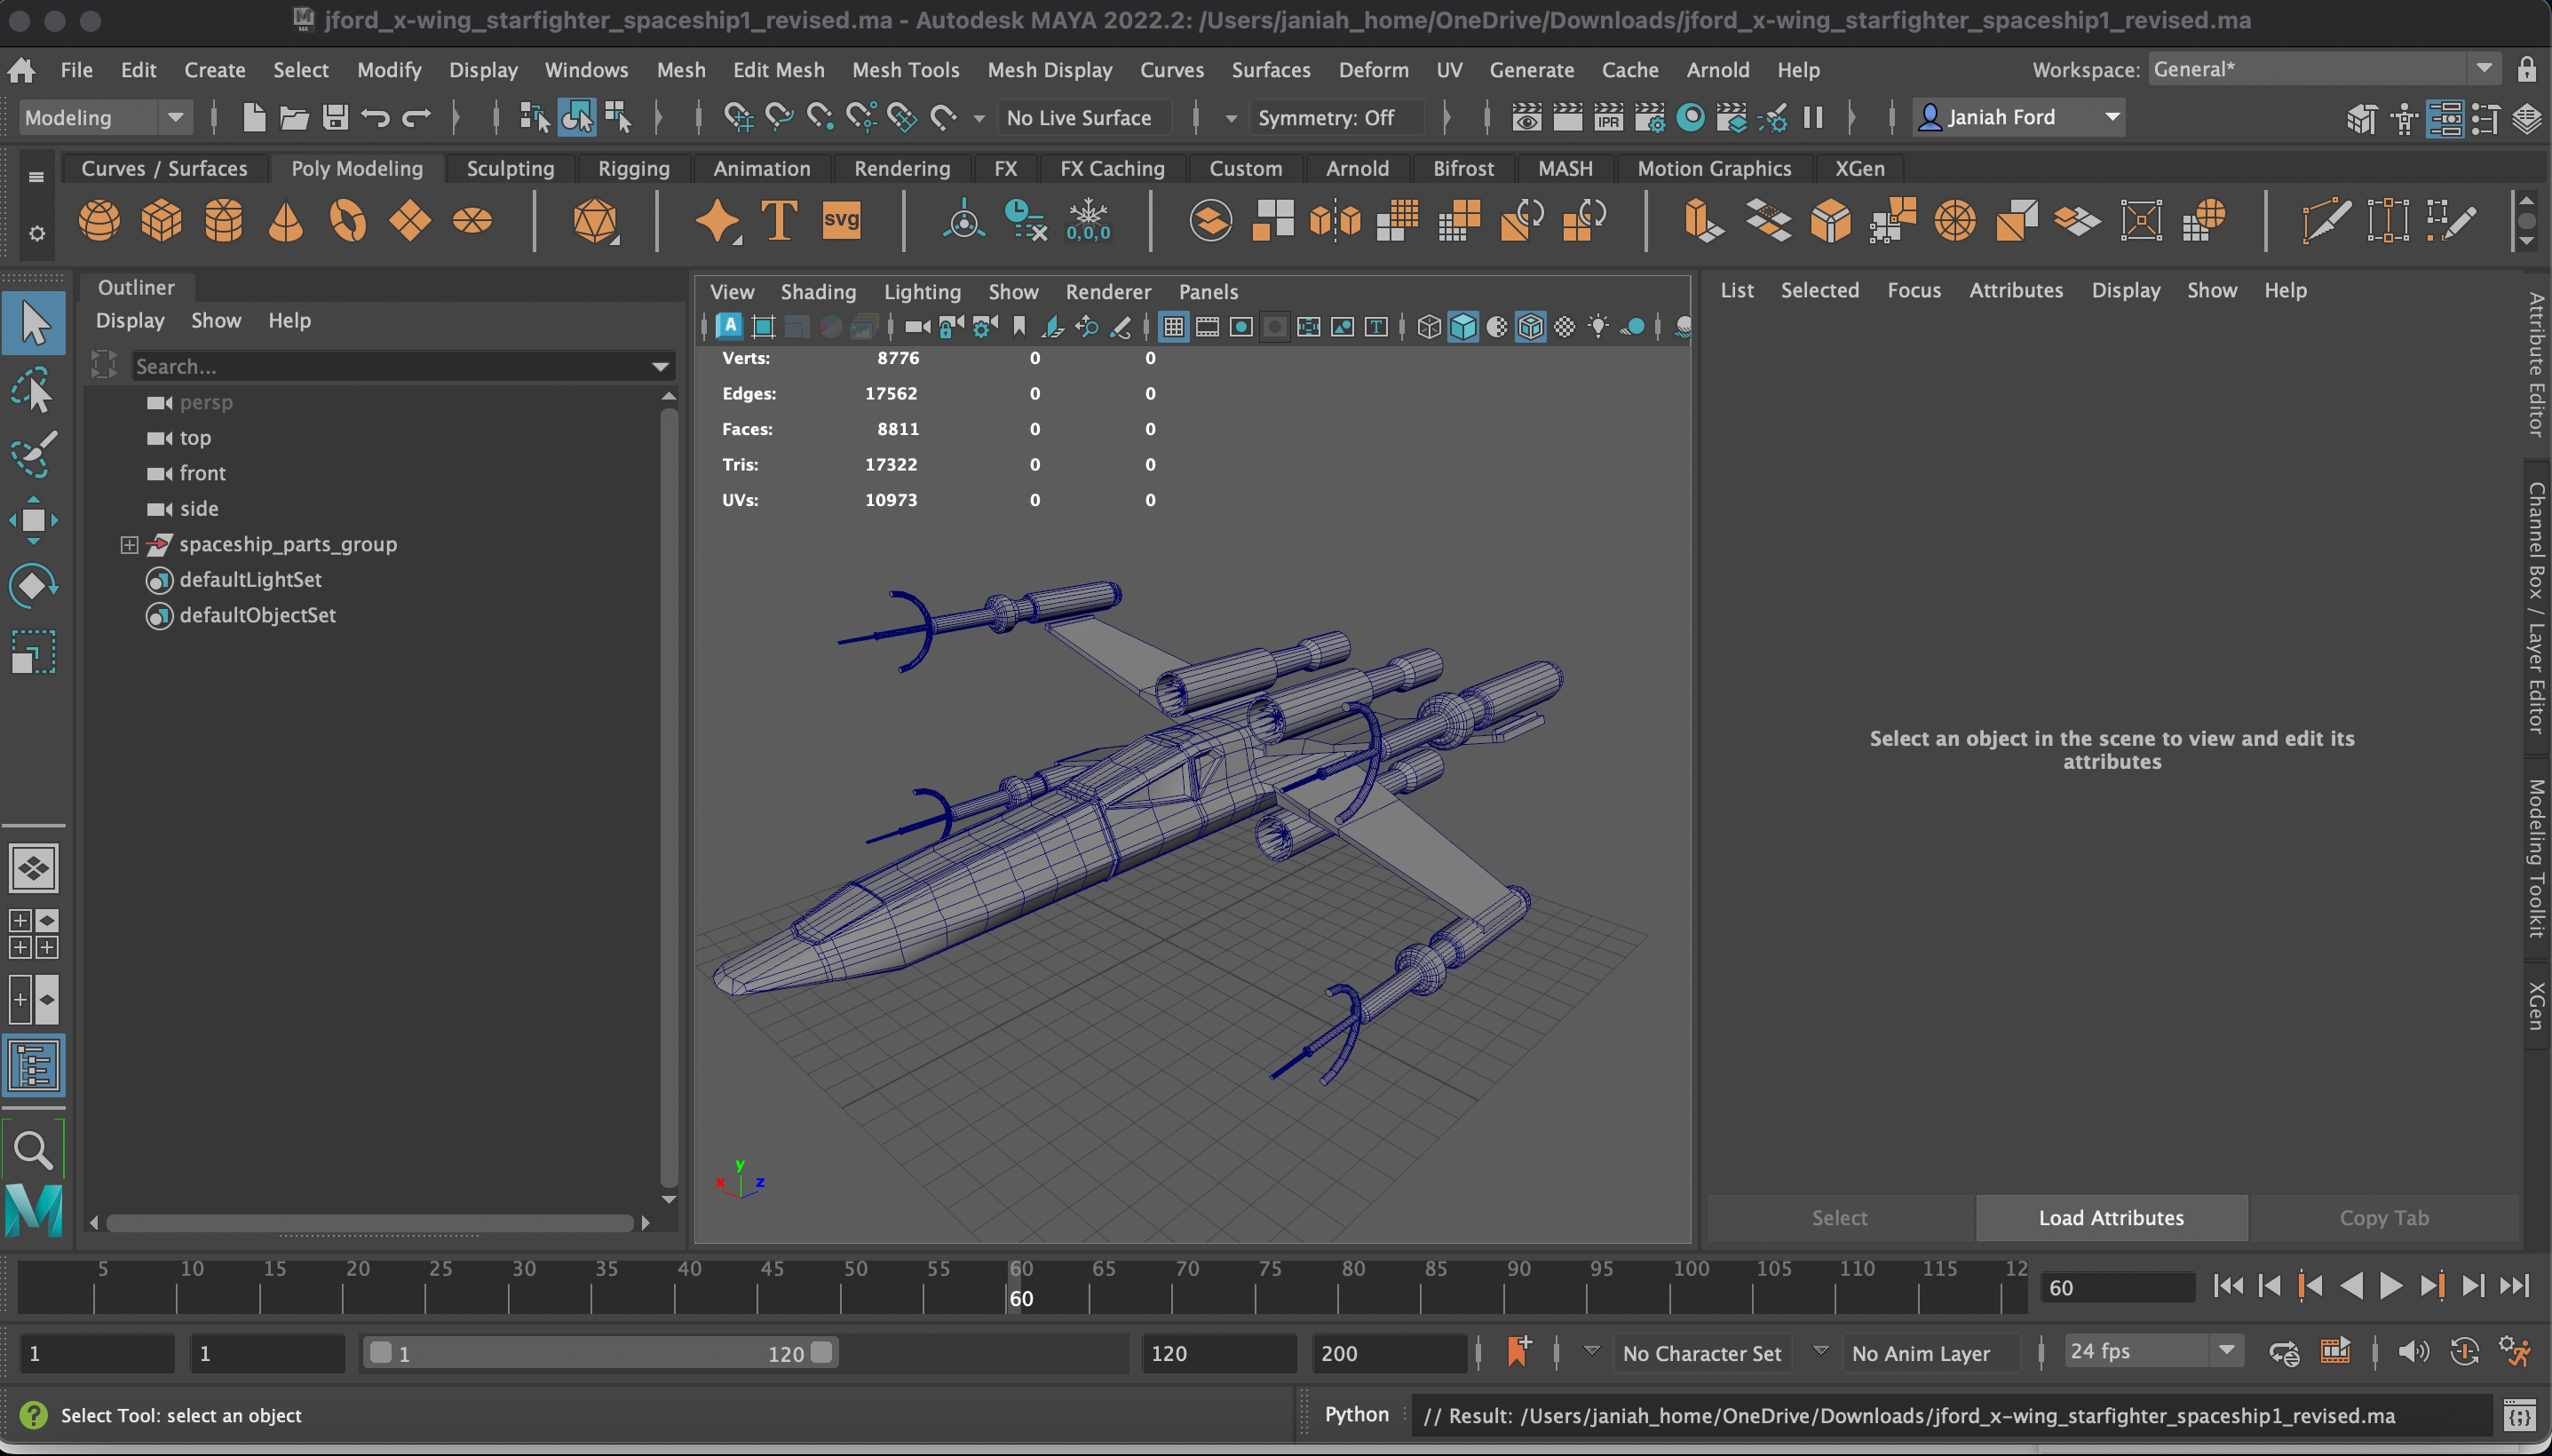 jford_x-wing_starfighter_spaceship1_revised.ma - Autodesk MAYA 2022.2: /Users/janiah_home/OneDrive/Downloads/jford_x-wing_starfighter_spaceship1_revised.ma
File Edit Create Select Modify Display Windows Mesh Edit Mesh Mesh Tools Mesh Display Curves Surfaces Deform UV Generate Cache Arnold Help Workspace: General*
Modeling No Live Surface Symmetry: Off IPR Janiah Ford
Curves / Surfaces Poly Modeling Sculpting Rigging Animation Rendering FX FX Caching Custom Arnold Bifrost MASH Motion Graphics XGen
T svg 0,0,0
Outliner
Display Show Help
Search...
persp
top
front
side
spaceship_parts_group
defaultLightSet
defaultObjectSet
View Shading Lighting Show Renderer Panels
Verts: 8776 0 0
Edges: 17562 0 0
Faces: 8811 0 0
Tris: 17322 0 0
UVs: 10973 0 0
y
x z
List Selected Focus Attributes Display Show Help
Select an object in the scene to view and edit its
attributes
Select Load Attributes Copy Tab
Attribute Editor
Channel Box / Layer Editor
Modeling Toolkit
XGen
5 10 15 20 25 30 35 40 45 50 55 60 65 70 75 80 85 90 95 100 105 110 115 12
60
60
1 1 1 120 120 200 No Character Set No Anim Layer 24 fps
Select Tool: select an object
Python // Result: /Users/janiah_home/OneDrive/Downloads/jford_x-wing_starfighter_spaceship1_revised.ma